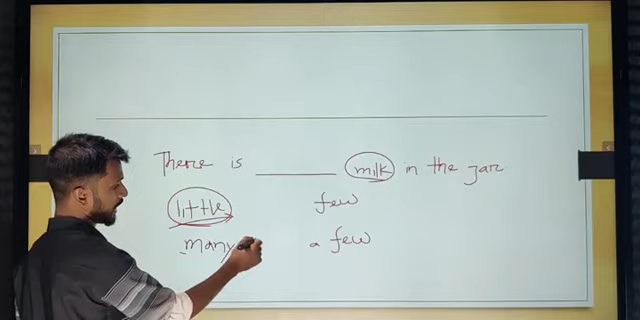 There is ______ milk in the jar
little few
many a few